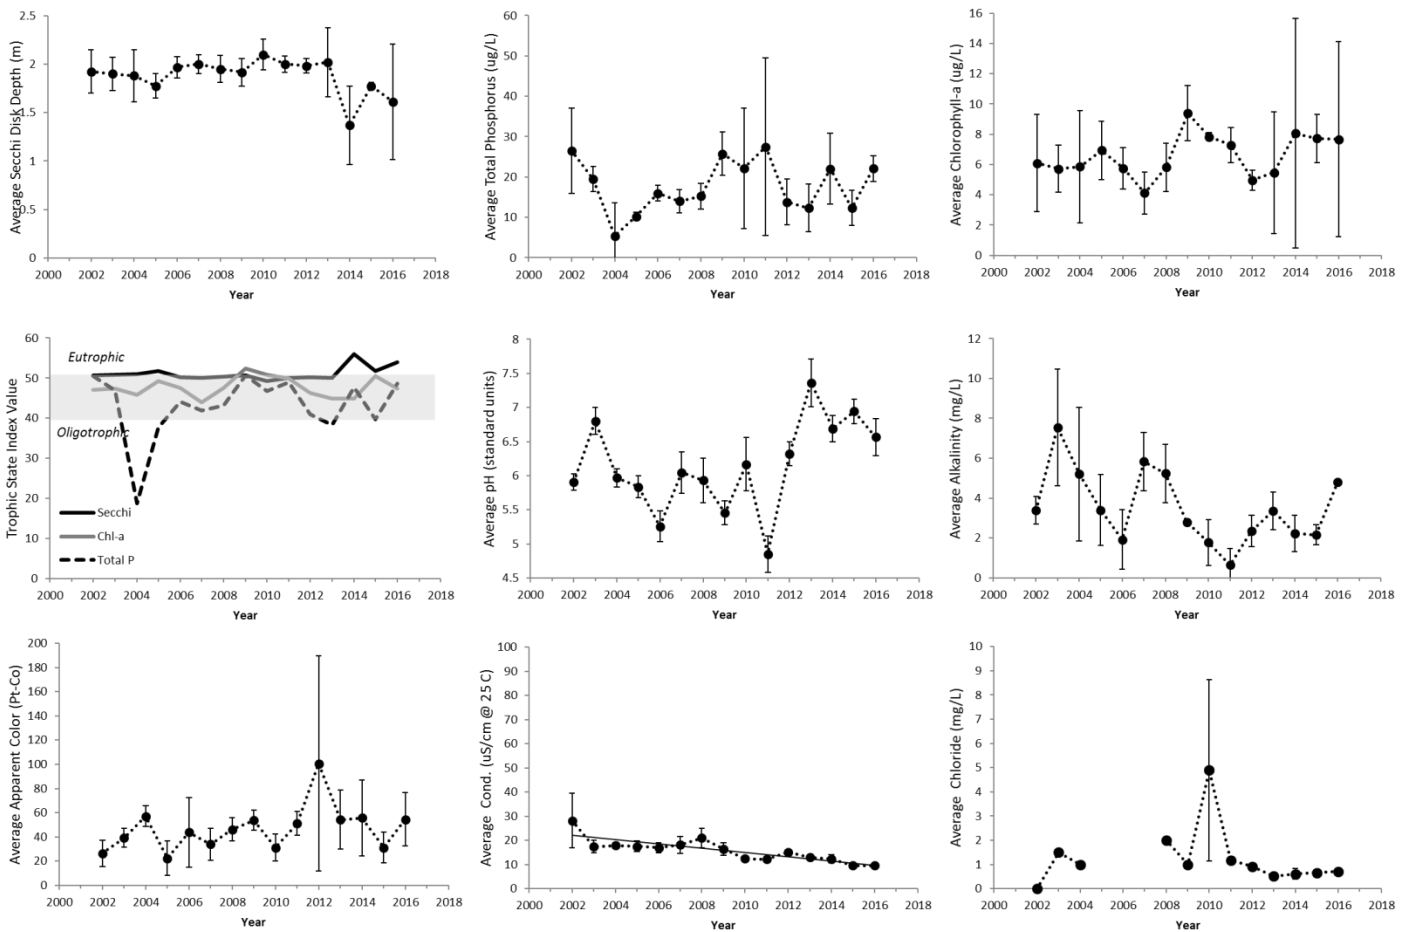 Average Secchi Disk Depth (m)
2.5
2
1.5
1
0.5
0
2000 2002 2004 2006 2008 2010 2012 2014 2016 2018
Year
Average Total Phosphorus (ug/L)
60
50
40
30
20
10
0
2000 2002 2004 2006 2008 2010 2012 2014 2016 2018
Year
Average Chlorophyll-a (ug/L)
16
14
12
10
8
6
4
2
0
2000 2002 2004 2006 2008 2010 2012 2014 2016 2018
Year
Trophic State Index Value
60
50
40
30
20
10
0
Eutrophic
Oligotrophic
Secchi
Chl-a
Total P
2000 2002 2004 2006 2008 2010 2012 2014 2016 2018
Year
Average pH (standard units)
8
7.5
7
6.5
6
5.5
5
4.5
2000 2002 2004 2006 2008 2010 2012 2014 2016 2018
Year
Average Alkalinity (mg/L)
12
10
8
6
4
2
0
2000 2002 2004 2006 2008 2010 2012 2014 2016 2018
Year
Average Apparent Color (Pt-Co)
200
180
160
140
120
100
80
60
40
20
0
2000 2002 2004 2006 2008 2010 2012 2014 2016 2018
Year
Average Cond. (uS/cm @ 25 C)
100
90
80
70
60
50
40
30
20
10
0
2000 2002 2004 2006 2008 2010 2012 2014 2016 2018
Year
Average Chloride (mg/L)
10
9
8
7
6
5
4
3
2
1
0
2000 2002 2004 2006 2008 2010 2012 2014 2016 2018
Year